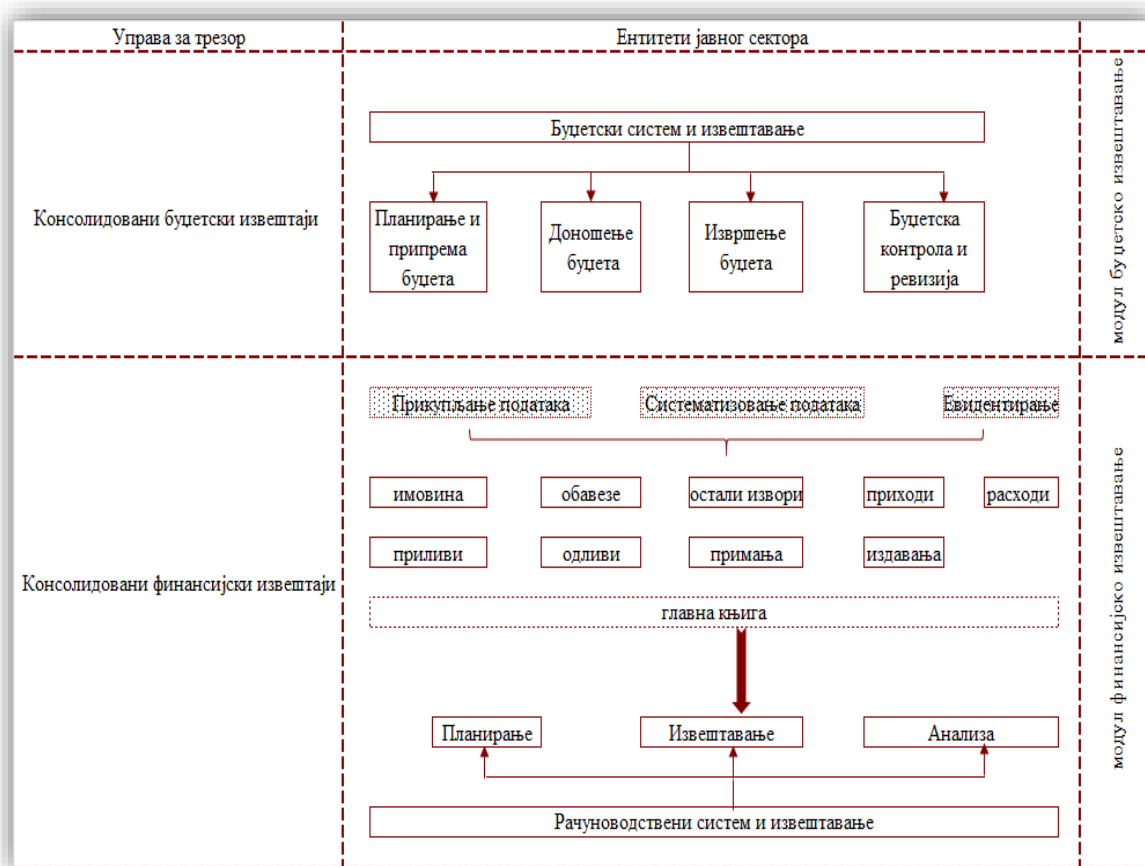 Управа за трезор
Ентитети јавног сектора
Буџетски систем и извештавање
Консолидовани буџетски извештаји
Планирање и
припрема
буџета
Доношење
буџета
Извршење
буџета
Буџетска
контрола и
ревизија
модул буџетско извештавање
Прикупљање података
Систематизовање података
Евидентирање
имовина
обавезе
остали извори
приходи
расходи
приливи
одливи
примања
издавања
Консолидовани финансијски извештаји
главна књига
Планирање
Извештавање
Анализа
Рачуноводствени систем и извештавање
модул финансијско извештавање